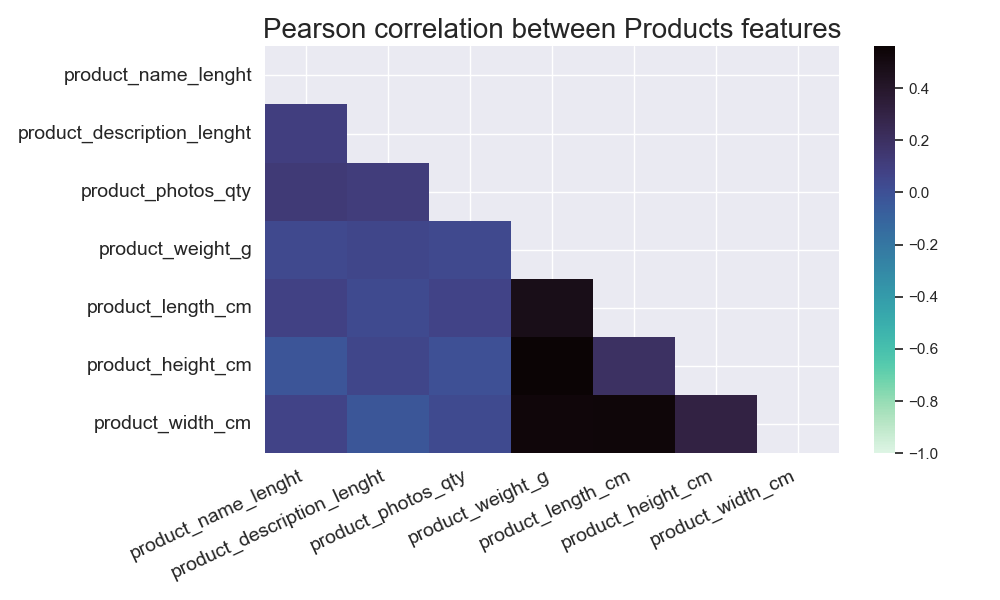 Pearson correlation between Products features
product_name_lenght
product_description_lenght
product_photos_qty
product_weight_g
product_length_cm
product_height_cm
product_width_cm
product_name_lenght
product_description_lenght
product_photos_qty
product_weight_g
product_length_cm
product_height_cm
product_width_cm
0.4
0.2
0.0
−0.2
−0.4
−0.6
−0.8
−1.0